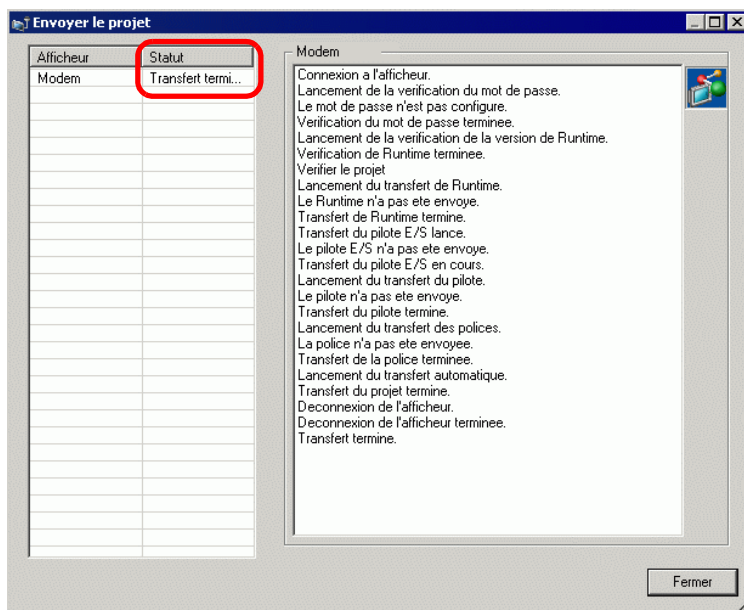 Envoyer le projet
Afficheur Statut
Modem Transfert termi...
Modem
Connexion a l'afficheur.
Lancement de la verification du mot de passe.
Le mot de passe n'est pas configure.
Verification du mot de passe terminee.
Lancement de la verification de la version de Runtime.
Verification de Runtime terminee.
Verifier le projet
Lancement du transfert de Runtime.
Le Runtime n'a pas ete envoye.
Transfert de Runtime termine.
Transfert du pilote E/S lance.
Le pilote E/S n'a pas ete envoye.
Transfert du pilote E/S en cours.
Lancement du transfert du pilote.
Le pilote n'a pas ete envoye.
Transfert du pilote termine.
Lancement du transfert des polices.
La police n'a pas ete envoyee.
Transfert de la police terminee.
Lancement du transfert automatique.
Transfert du projet termine.
Deconnexion de l'afficheur.
Deconnexion de l'afficheur terminee.
Transfert termine.
Fermer